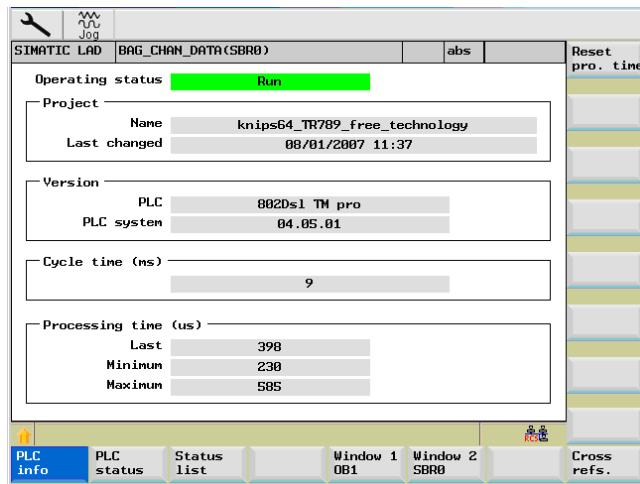 Jog
SIMATIC LAD BAG_CHAN_DATA(SBR0) abs
Reset
pro. time
Operating status Run
Project
Name knips64_TR789_free_technology
Last changed 08/01/2007 11:37
Version
PLC 802Dsl TM pro
PLC system 04.05.01
Cycle time (ms)
9
Processing time (us)
Last 398
Minimum 230
Maximum 585
RCS
PLC info
PLC status
Status list
Window 1 OB1
Window 2 SBR0
Cross refs.